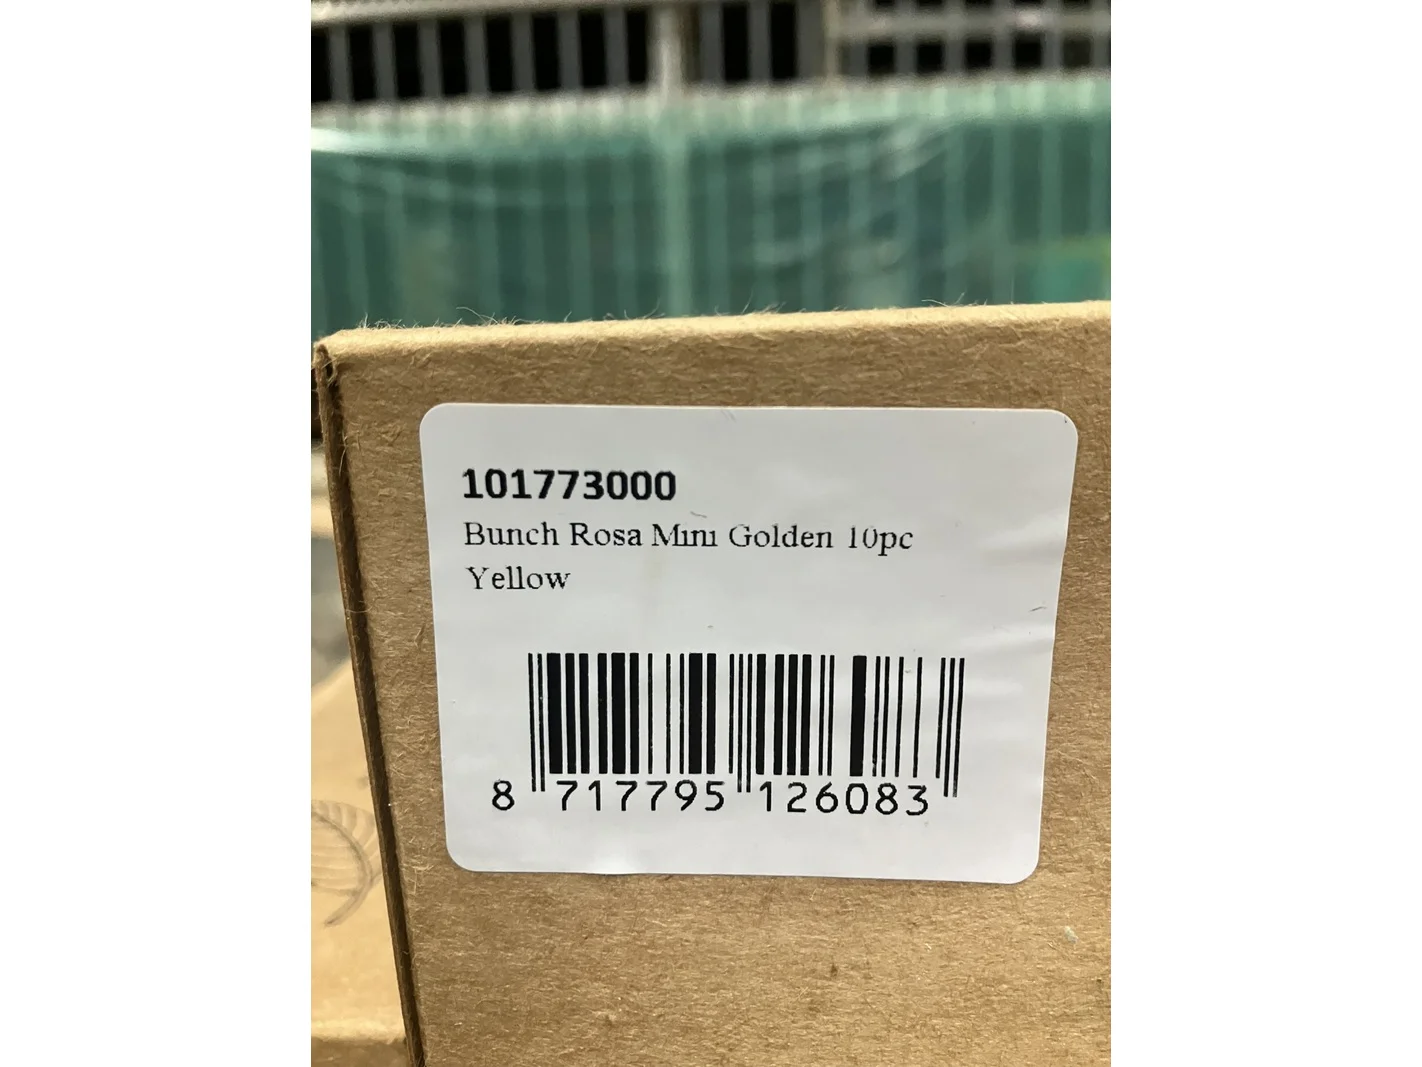 101773000
Bunch Rosa Mini Golden 10pc
Yellow
8 717795 126083